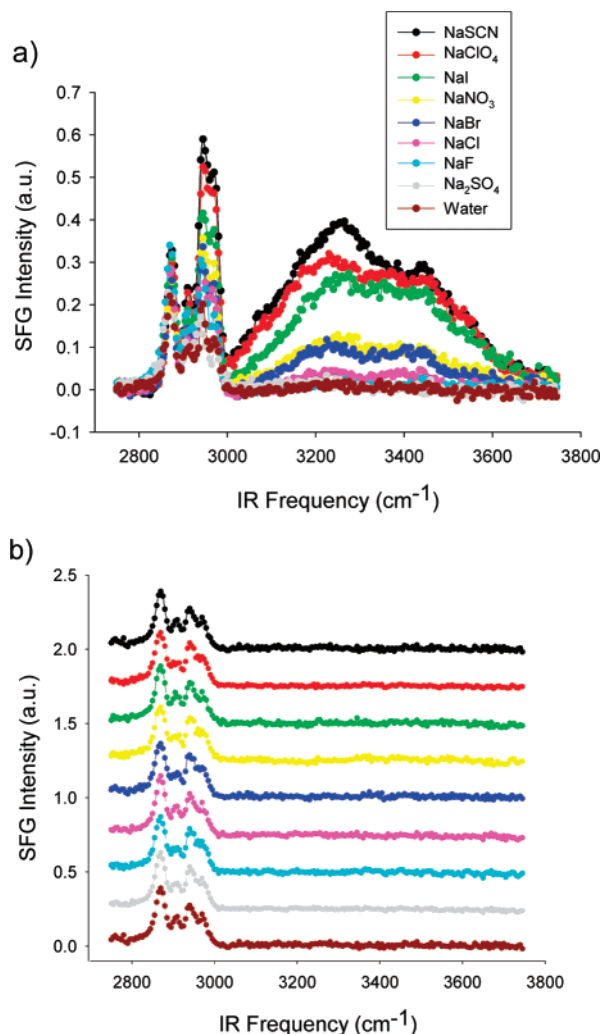 a)
NaSCN
NaClO4
NaI
NaNO3
NaBr
NaCl
NaF
Na2SO4
Water
0.7
0.6
0.5
0.4
0.3
0.2
0.1
0.0
-0.1
SFG Intensity (a.u.)
2800 3000 3200 3400 3600 3800
IR Frequency (cm-1)
b)
2.5
2.0
1.5
1.0
0.5
0.0
SFG Intensity (a.u.)
2800 3000 3200 3400 3600 3800
IR Frequency (cm-1)